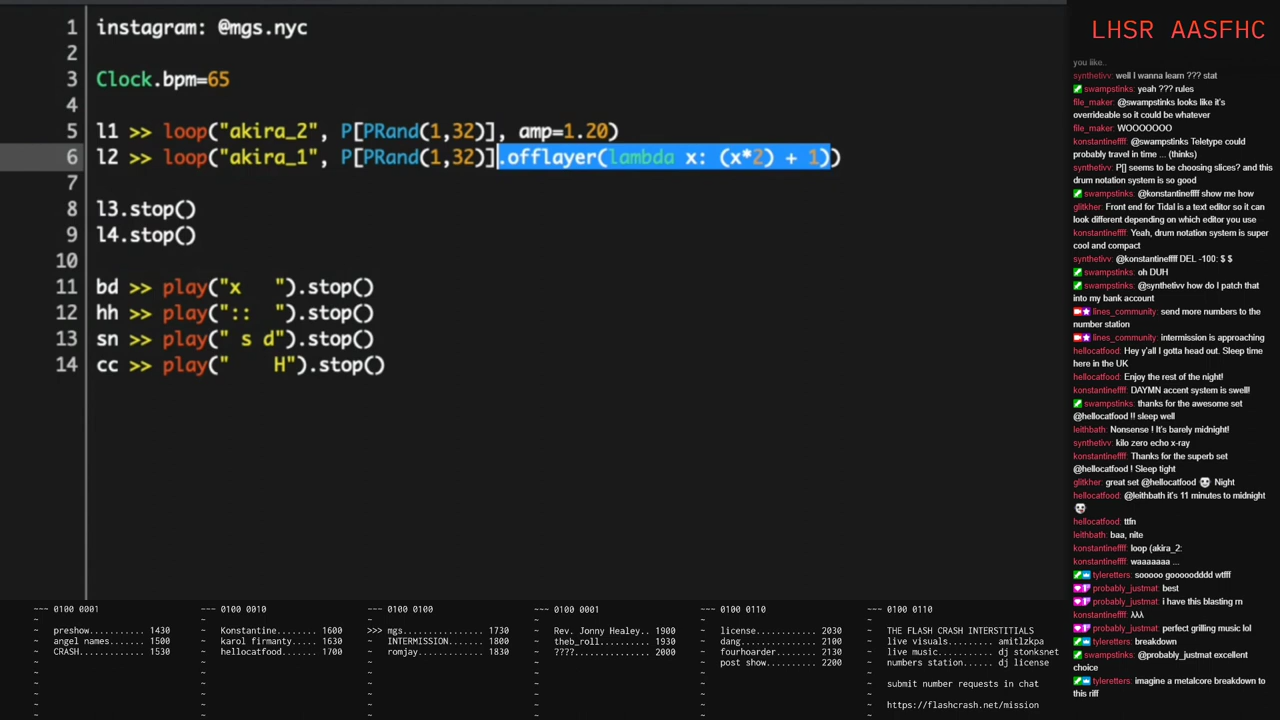 1 instagram: @mgs.nyc
2
3 Clock.bpm=65
4
5 l1 >> loop("akira_2", P[PRand(1,32)], amp=1.20)
6 l2 >> loop("akira_1", P[PRand(1,32)].offlayer(lambda x: (x*2) + 1))
7
8 l3.stop()
9 l4.stop()
10
11 bd >> play("x   ").stop()
12 hh >> play("::  ").stop()
13 sn >> play(" s d").stop()
14 cc >> play("    H").stop()
LHSR AASFHC
you like..
synthetivv: well I wanna learn ??? stat
swampstinks: yeah ??? rules
file_maker: @swampstinks looks like it's
overrideable so it could be whatever
file_maker: WOOOOOOO
konstantineffff: @swampstinks Teletype could
probably travel in time ... (thinks)
synthetivv: P[] seems to be choosing slices? and this
drum notation system is so good
swampstinks: @konstantineffff show me how
glitkher: Front end for Tidal is a text editor so it can
look different depending on which editor you use
konstantineffff: Yeah, drum notation system is super
cool and compact
synthetivv: @konstantineffff DEL -100: $ $
swampstinks: oh DUH
swampstinks: @synthetivv how do I patch that
into my bank account
lines_community: send more numbers to the
number station
lines_community: intermission is approaching
hellocatfood: Hey y'all I gotta head out. Sleep time
here in the UK
hellocatfood: Enjoy the rest of the night!
konstantineffff: DAYMN accent system is swell!
swampstinks: thanks for the awesome set
@hellocatfood !! sleep well
leithbath: Nonsense ! It's barely midnight!
synthetivv: kilo zero echo x-ray
konstantineffff: Thanks for the superb set
@hellocatfood ! Sleep tight
glitkher: great set @hellocatfood Night
hellocatfood: @leithbath it's 11 minutes to midnight
hellocatfood: ttfn
leithbath: baa, nite
konstantineffff: loop (akira_2:
konstantineffff: waaaaaaa ...
tyleretters: sooooo goooodddd wtfff
probably_justmat: best
probably_justmat: i have this blasting rn
konstantineffff: λλλ
probably_justmat: perfect grilling music lol
tyleretters: breakdown
swampstinks: @probably_justmat excellent
choice
tyleretters: imagine a metalcore breakdown to
this riff
~~~ 0100 0001
~
~ preshow........... 1430
~ angel names....... 1500
~ CRASH............. 1530
~
~
~
~
~
~~~ 0100 0010
~
~ Konstantine....... 1600
~ karol firmanty.... 1630
~ hellocatfood...... 1700
~
~
~
~
~
~~~ 0100 0100
~
>>> mgs............... 1730
~ INTERMISSION...... 1800
~ romjay............ 1830
~
~
~
~
~
~~~ 0100 0001
~
~ Rev. Jonny Healey.. 1900
~ theb_roll......... 1930
~ ????.............. 2000
~
~
~
~
~
~~~ 0100 0110
~
~ license........... 2030
~ dang.............. 2100
~ fourhoarder....... 2130
~ post show......... 2200
~
~
~
~
~~~ 0100 0110
~
~ THE FLASH CRASH INTERSTITIALS
~ live visuals...... amitlzkpa
~ live music...... dj stonksnet
~ numbers station.... dj license
~
~ submit number requests in chat
~
~ https://flashcrash.net/mission